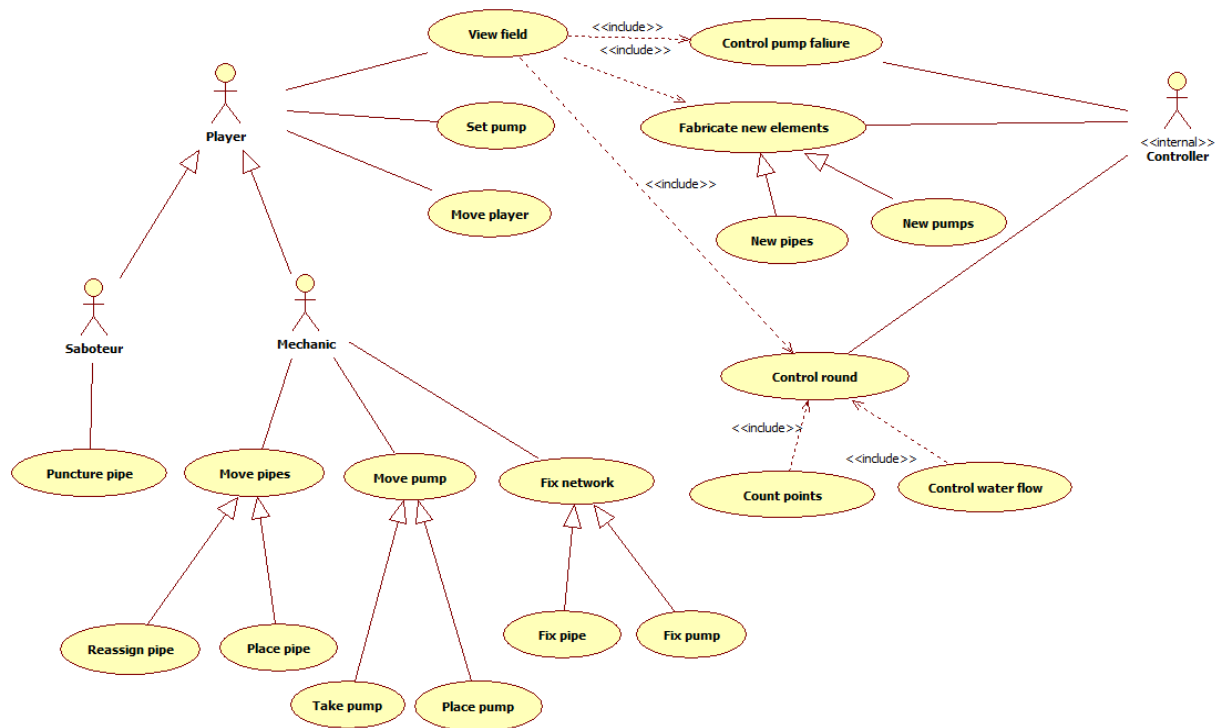 View field
<<include>>
Control pump faliure
<<include>>
Player
Set pump
Fabricate new elements
<<internal>>
Controller
<<include>>
Move player
New pipes
New pumps
Saboteur
Mechanic
Control round
<<include>>
<<include>>
Puncture pipe
Move pipes
Move pump
Fix network
Count points
Control water flow
Reassign pipe
Place pipe
Fix pipe
Fix pump
Take pump
Place pump